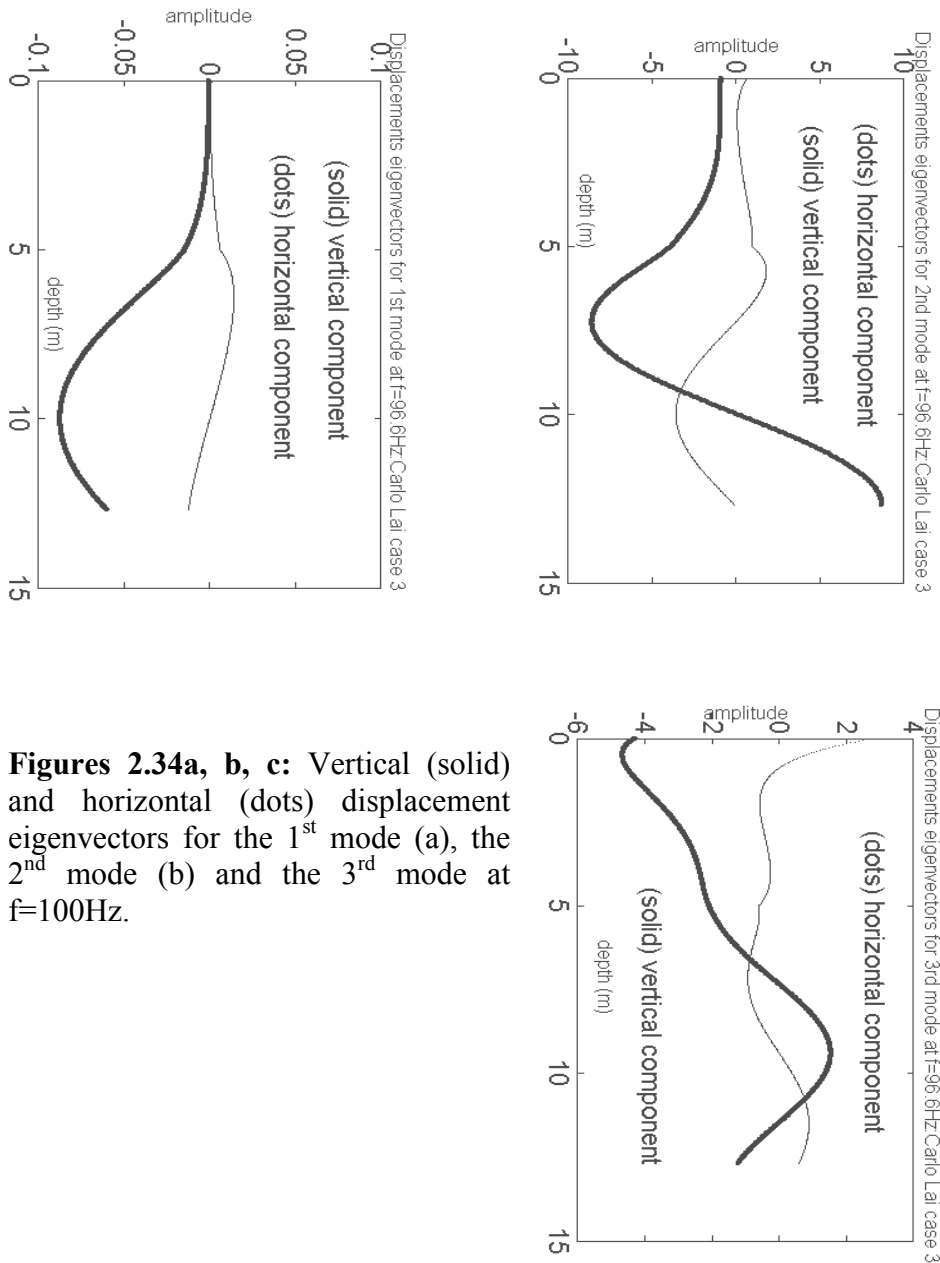 Displacements eigenvectors for 1st mode at f=96.6Hz:Carlo Lai case 3
0.1
0.05
0
-0.05
-0.1
amplitude
(solid) vertical component
(dots) horizontal component
0
5
10
15
depth (m)
Displacements eigenvectors for 2nd mode at f=96.6Hz:Carlo Lai case 3
10
5
0
-5
-10
amplitude
(dots) horizontal component
(solid) vertical component
0
5
10
15
depth (m)
Displacements eigenvectors for 3rd mode at f=96.6Hz:Carlo Lai case 3
4
2
0
-2
-4
-6
amplitude
(dots) horizontal component
(solid) vertical component
0
5
10
15
depth (m)
Figures 2.34a, b, c: Vertical (solid)
and horizontal (dots) displacement
eigenvectors for the 1st mode (a), the
2nd mode (b) and the 3rd mode at
f=100Hz.